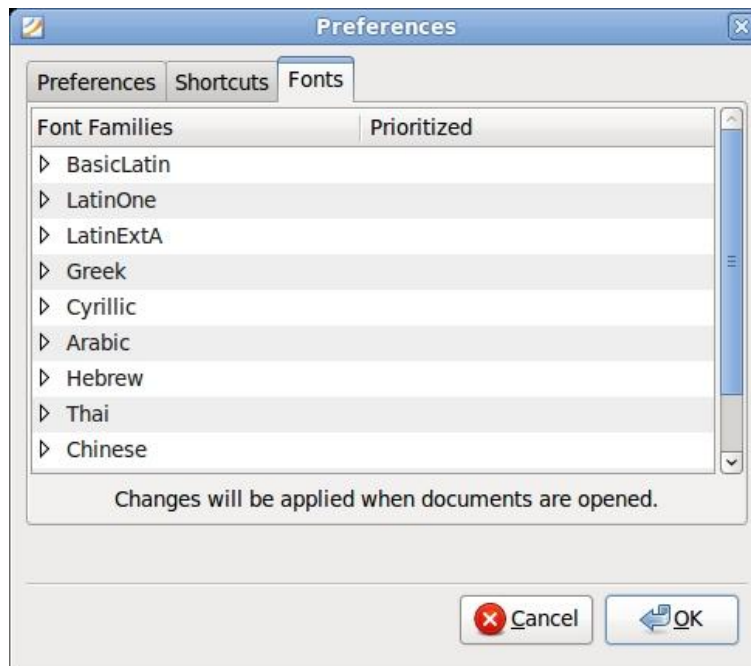 Preferences
Preferences Shortcuts Fonts
Font Families Prioritized
BasicLatin
LatinOne
LatinExtA
Greek
Cyrillic
Arabic
Hebrew
Thai
Chinese
Changes will be applied when documents are opened.
Cancel OK